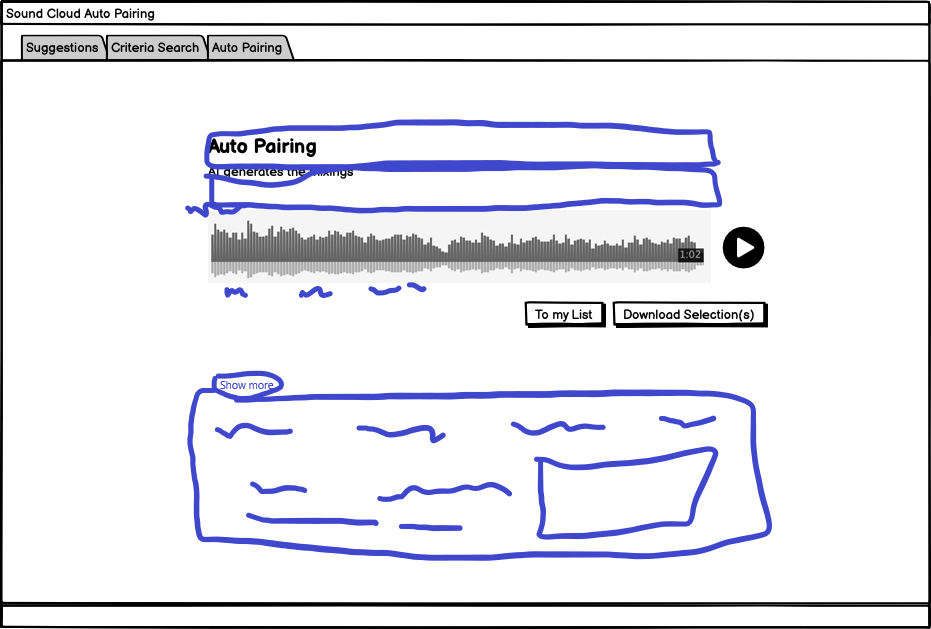 Sound Cloud Auto Pairing
Suggestions Criteria Search Auto Pairing
Auto Pairing
AI generates the mixings
1:02
To my List Download Selection(s)
Show more